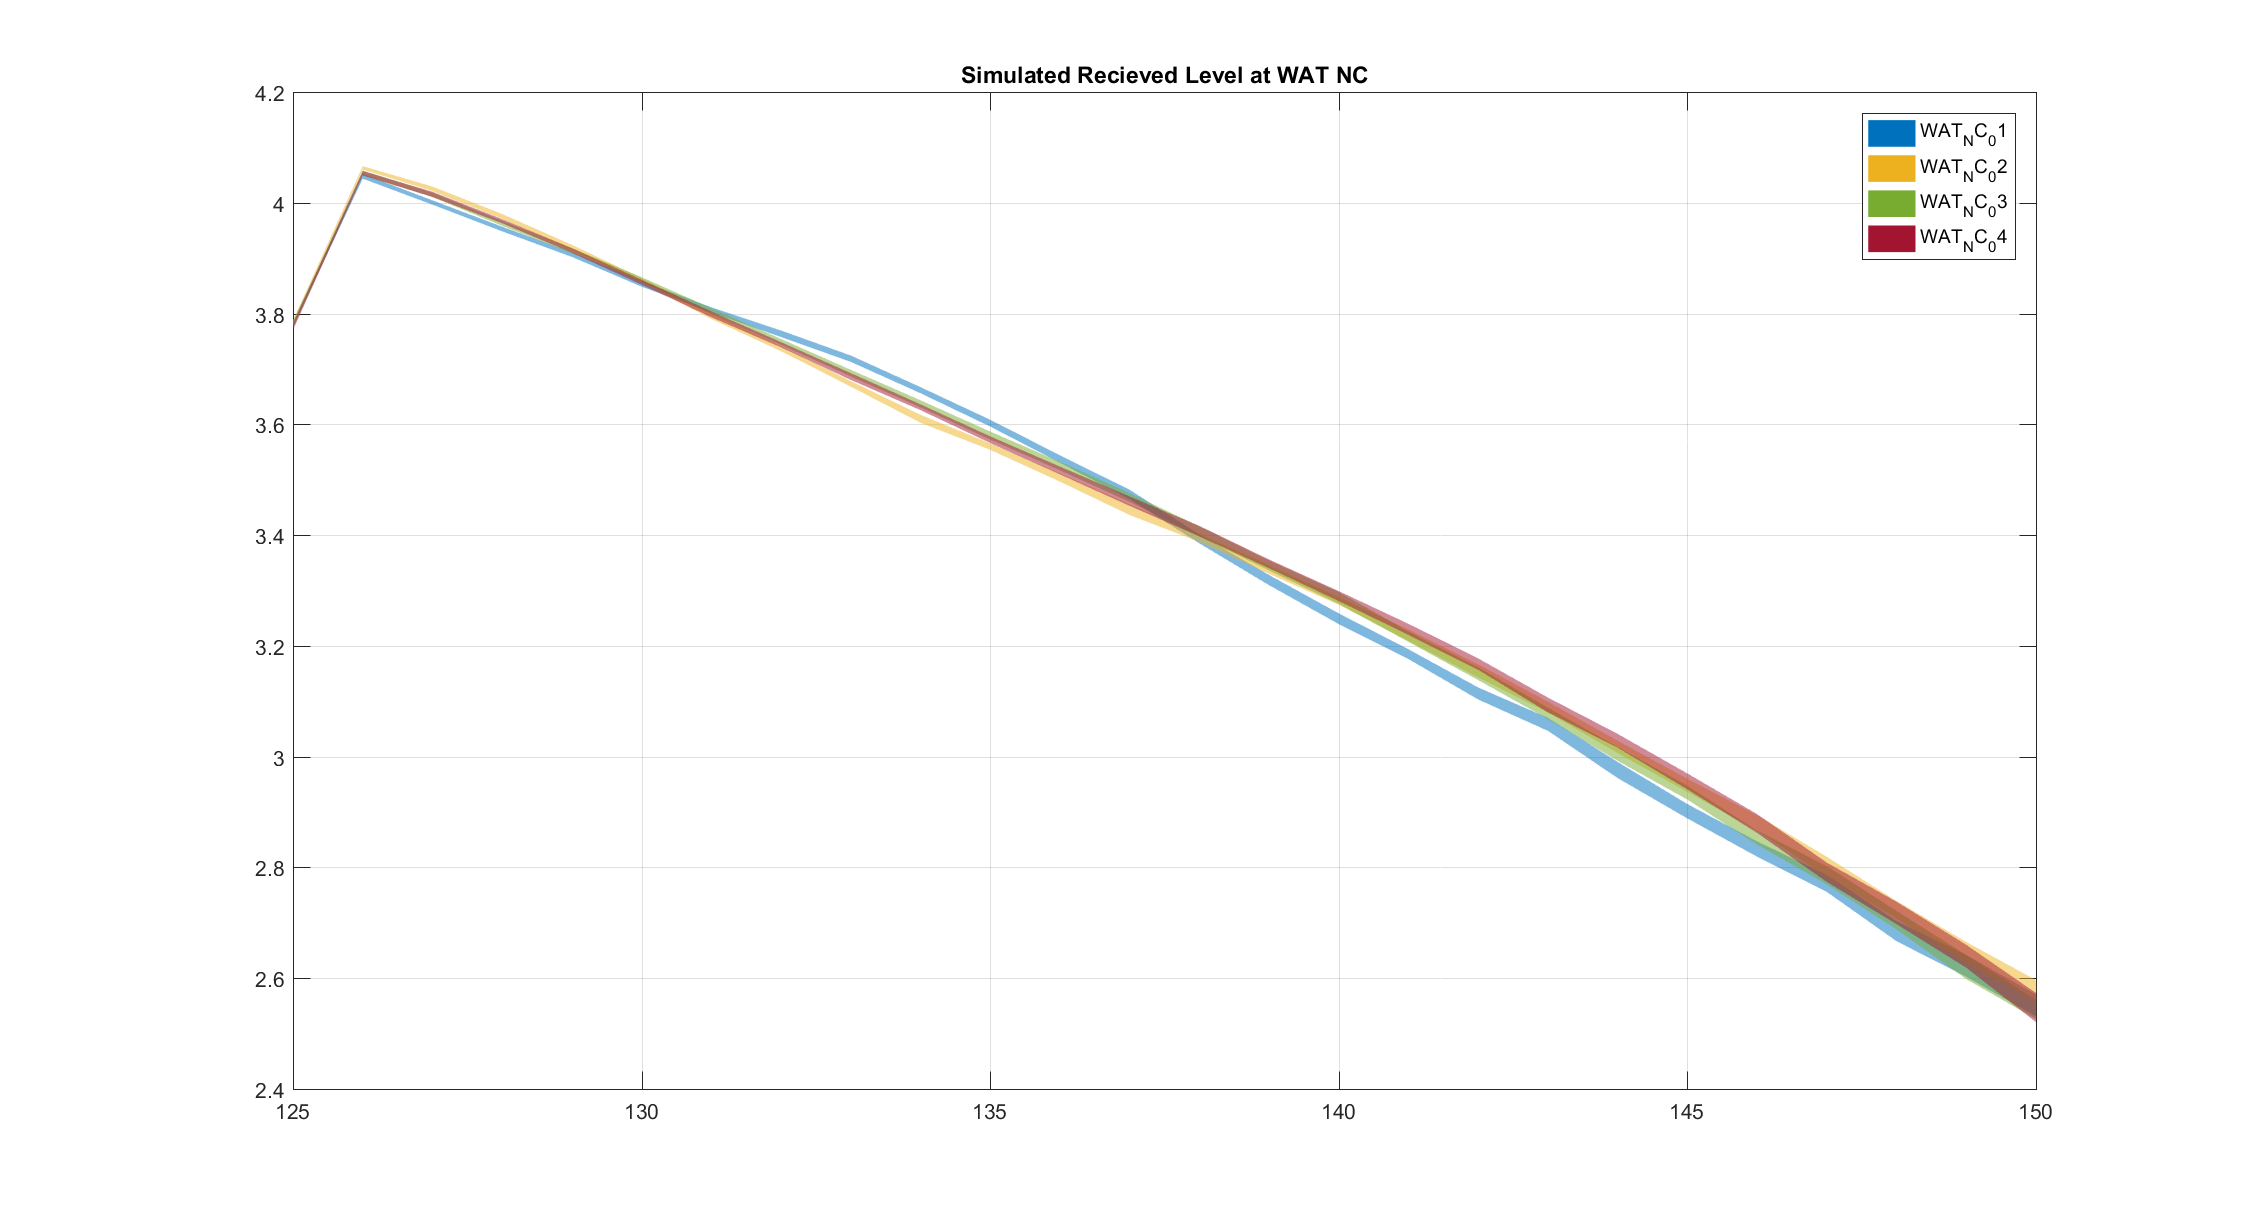 Simulated Recieved Level at WAT NC
4.2
4
3.8
3.6
3.4
3.2
3
2.8
2.6
2.4
WAT_NC_01
WAT_NC_02
WAT_NC_03
WAT_NC_04
125 130 135 140 145 150